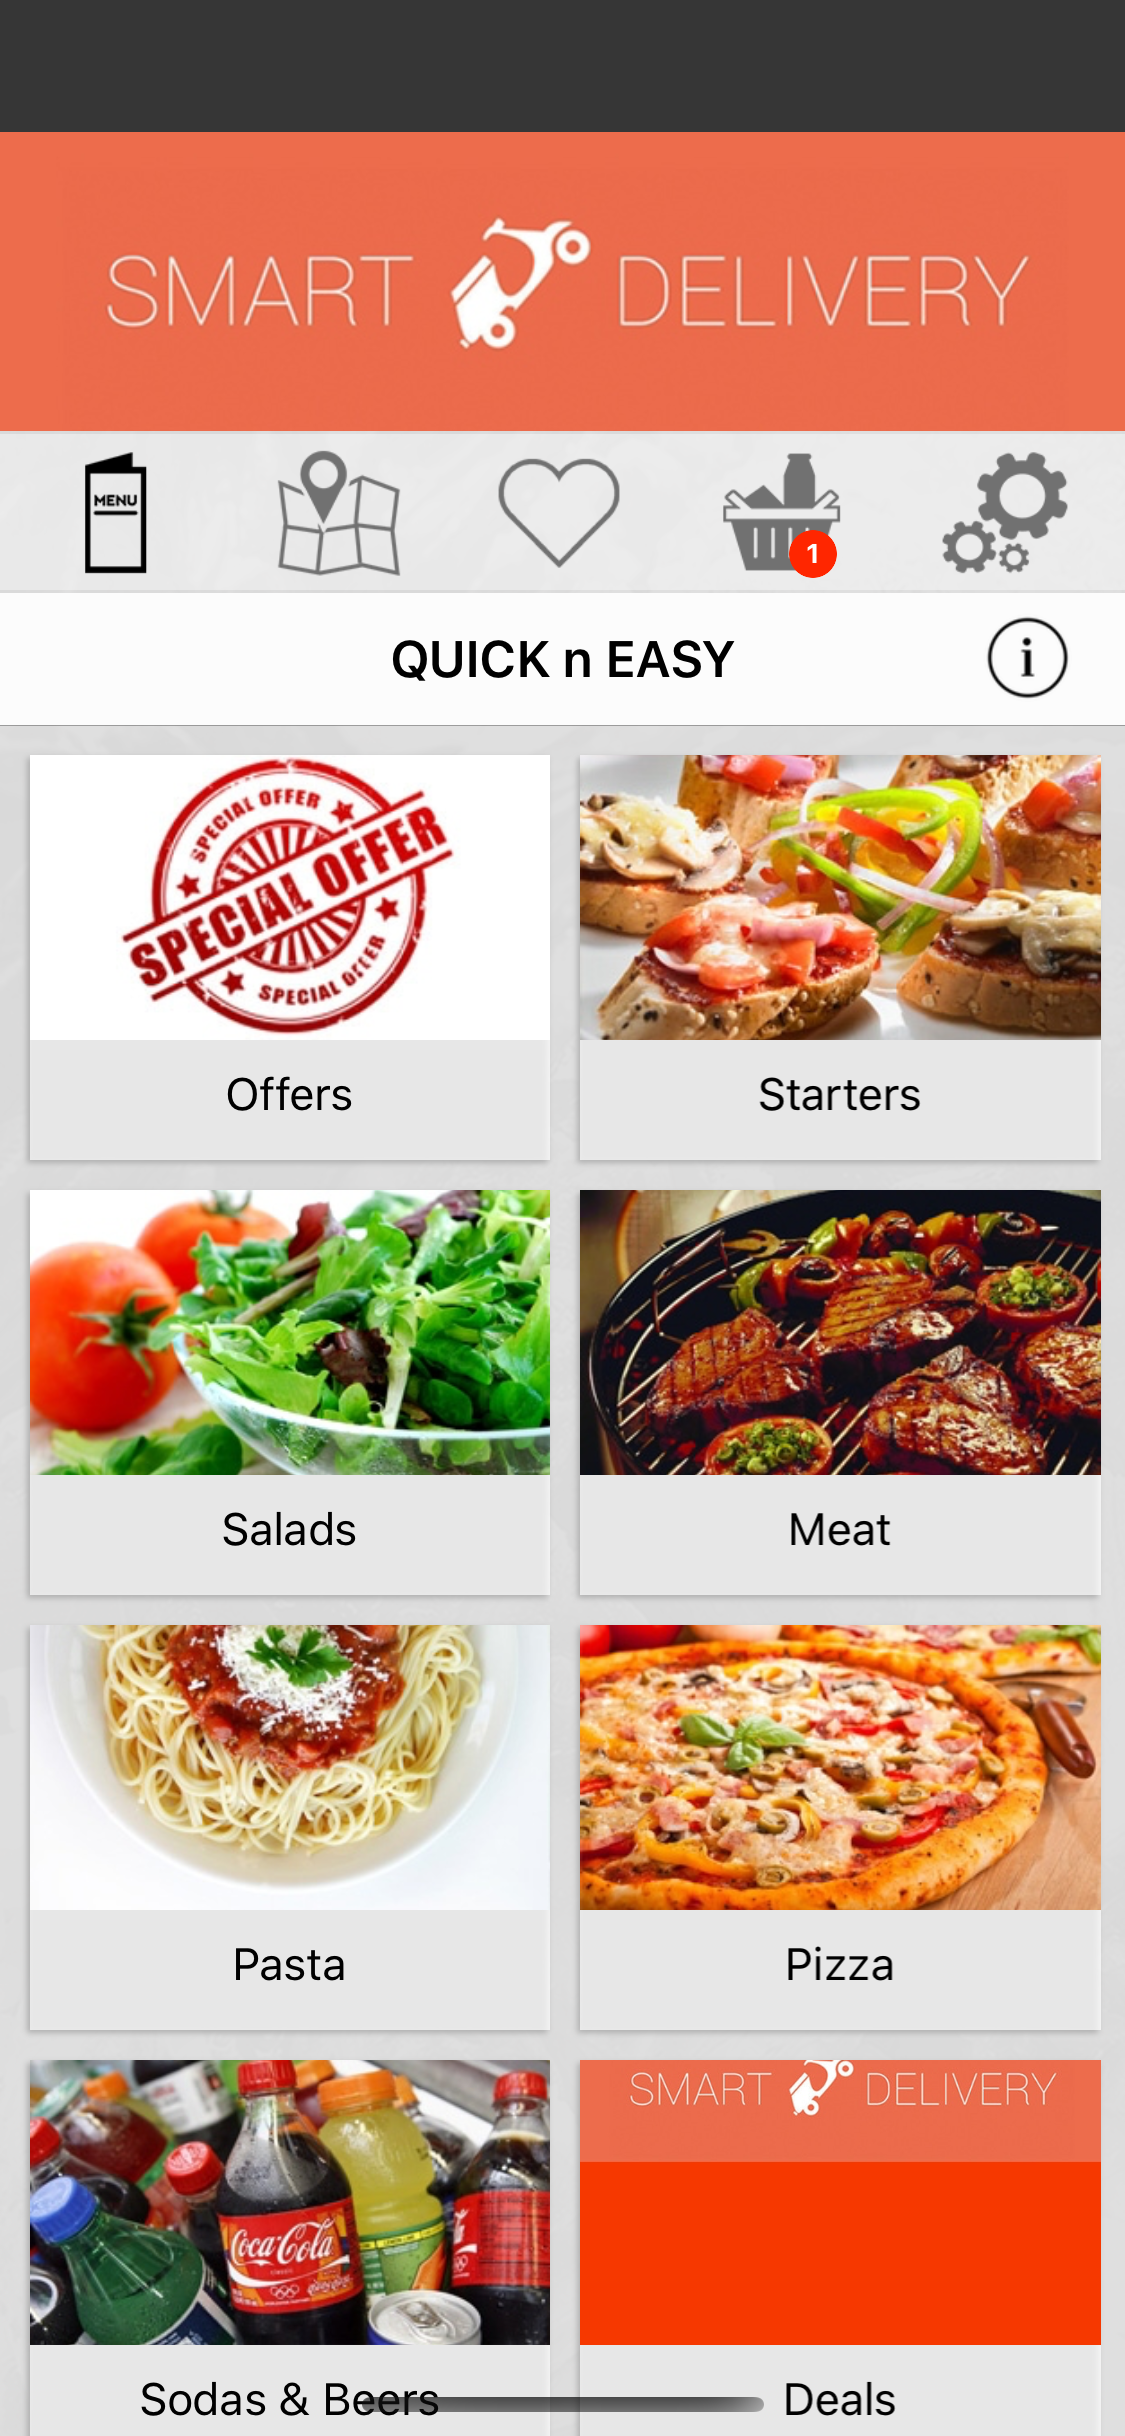 SMART DELIVERY
MENU
1
QUICK n EASY
i
SPECIAL OFFER
SPECIAL OFFER
SPECIAL OFFER
Offers
Starters
Salads
Meat
Pasta
Pizza
SMART DELIVERY
Coca-Cola
CLASSIC
Sodas & Beers
Deals